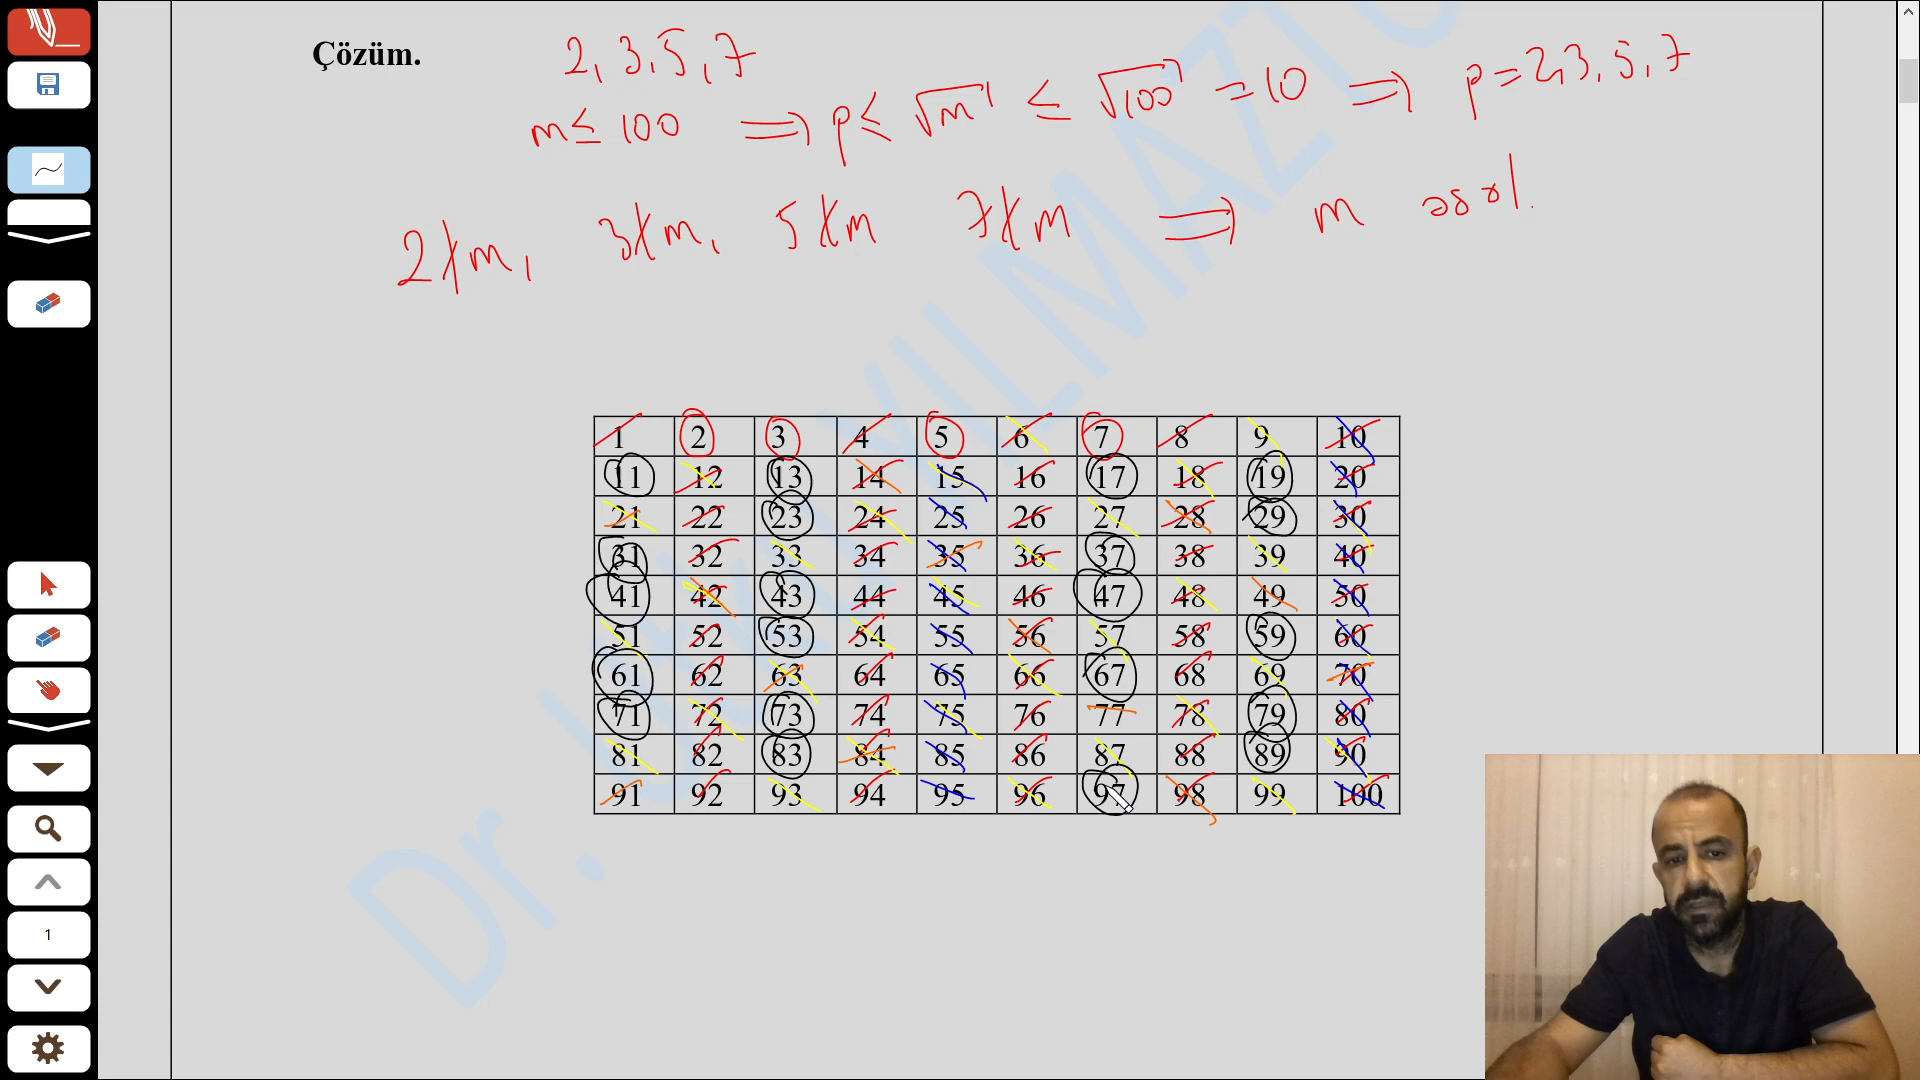 Çözüm.
2, 3, 5, 7
m ≤ 100 ⇒ p ≤ √m ≤ √100 = 10 ⇒ p = 2, 3, 5, 7
2∤m, 3∤m, 5∤m 7∤m ⇒ m asal.
1 2 3 4 5 6 7 8 9 10
11 12 13 14 15 16 17 18 19 20
21 22 23 24 25 26 27 28 29 30
31 32 33 34 35 36 37 38 39 40
41 42 43 44 45 46 47 48 49 50
51 52 53 54 55 56 57 58 59 60
61 62 63 64 65 66 67 68 69 70
71 72 73 74 75 76 77 78 79 80
81 82 83 84 85 86 87 88 89 90
91 92 93 94 95 96 97 98 99 100
1